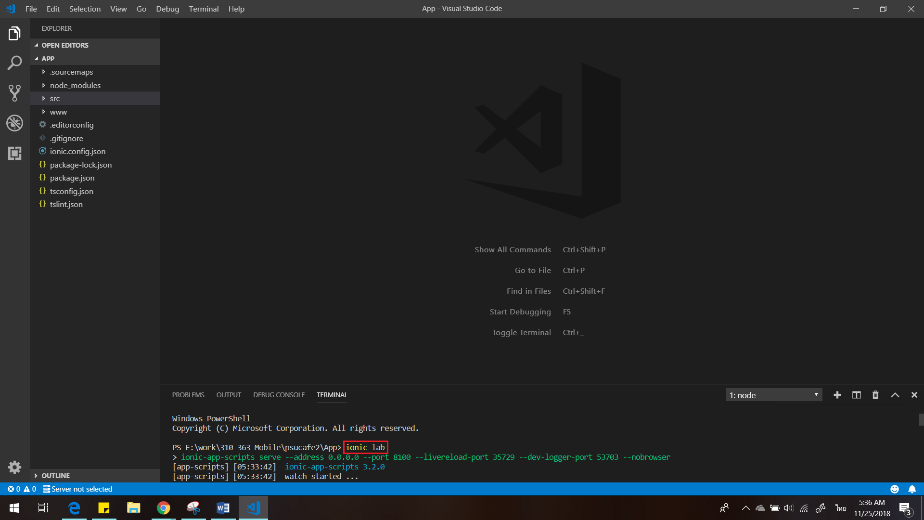 File Edit Selection View Go Debug Terminal Help
App - Visual Studio Code
EXPLORER
OPEN EDITORS
APP
.sourcemaps
node_modules
src
www
.editorconfig
.gitignore
ionic.config.json
package-lock.json
package.json
tsconfig.json
tslint.json
OUTLINE
Show All Commands Ctrl+Shift+P
Go to File Ctrl+P
Find in Files Ctrl+Shift+F
Start Debugging F5
Toggle Terminal Ctrl+_
PROBLEMS OUTPUT DEBUG CONSOLE TERMINAL
1: node
Windows PowerShell
Copyright (C) Microsoft Corporation. All rights reserved.
PS E:\work\310-363 Mobile\psucafe2\App> ionic lab
> ionic-app-scripts serve --address 0.0.0.0 --port 8100 --livereload-port 35729 --dev-logger-port 53703 --nobrowser
[app-scripts] [05:33:42] ionic-app-scripts 3.2.0
[app-scripts] [05:33:42] watch started ...
0 0 Server not selected
ไทย
5:36 AM
11/25/2018
3